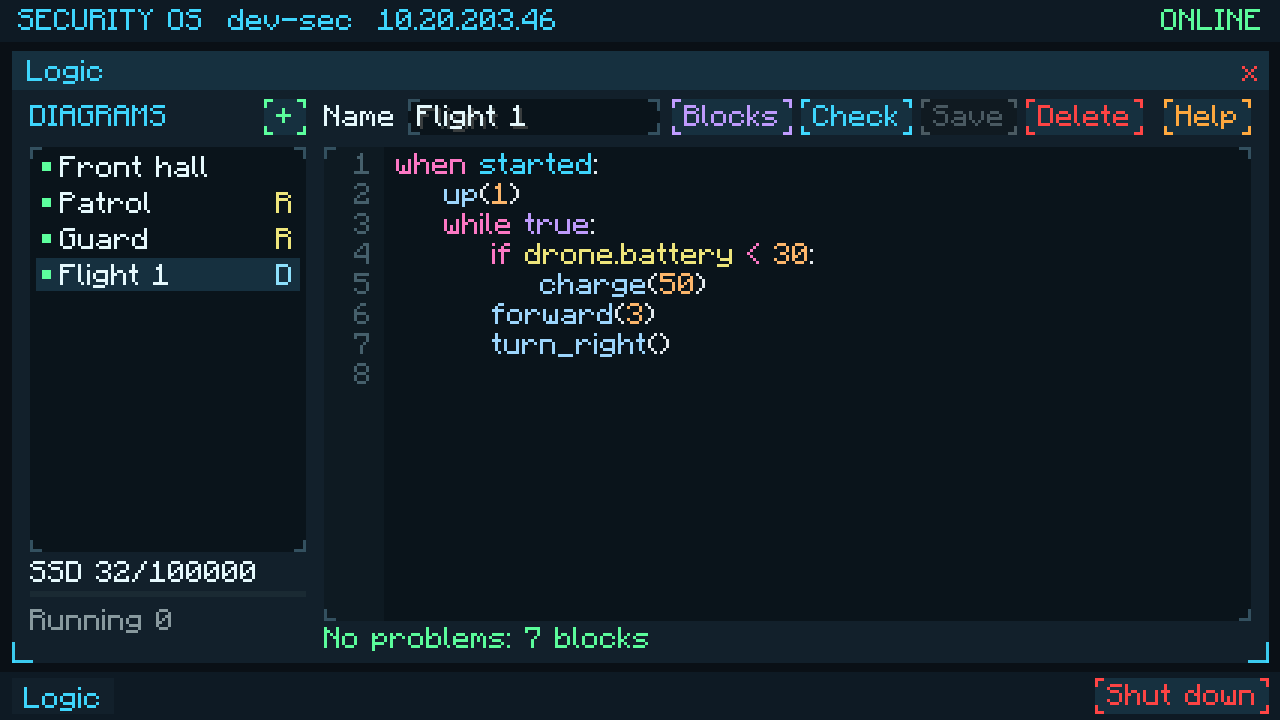 SECURITY OS dev-sec 10.20.203.46 ONLINE
Logic x
DIAGRAMS [+] Name Flight 1 [Blocks] [Check] [Save] [Delete] [Help]
Front hall
Patrol R
Guard R
Flight 1 D
1 when started:
2 up(1)
3 while true:
4 if drone.battery < 30:
5 charge(50)
6 forward(3)
7 turn_right()
8
SSD 32/100000
Running 0
No problems: 7 blocks
Logic [Shut down]